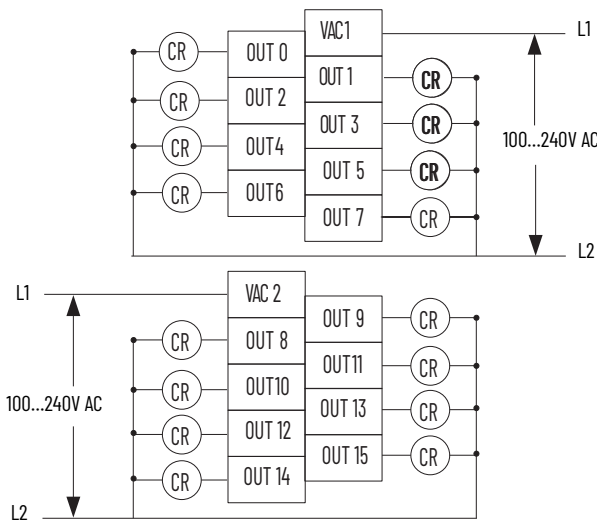 VAC1 L1
CR OUT 0
OUT 1 CR
CR OUT 2
OUT 3 CR
100...240V AC
CR OUT4
OUT 5 CR
CR OUT6
OUT 7 CR
L2
L1 VAC 2
OUT 9 CR
CR OUT 8
OUT11 CR
CR OUT10
100...240V AC
OUT 13 CR
CR OUT 12
OUT 15 CR
CR OUT 14
L2